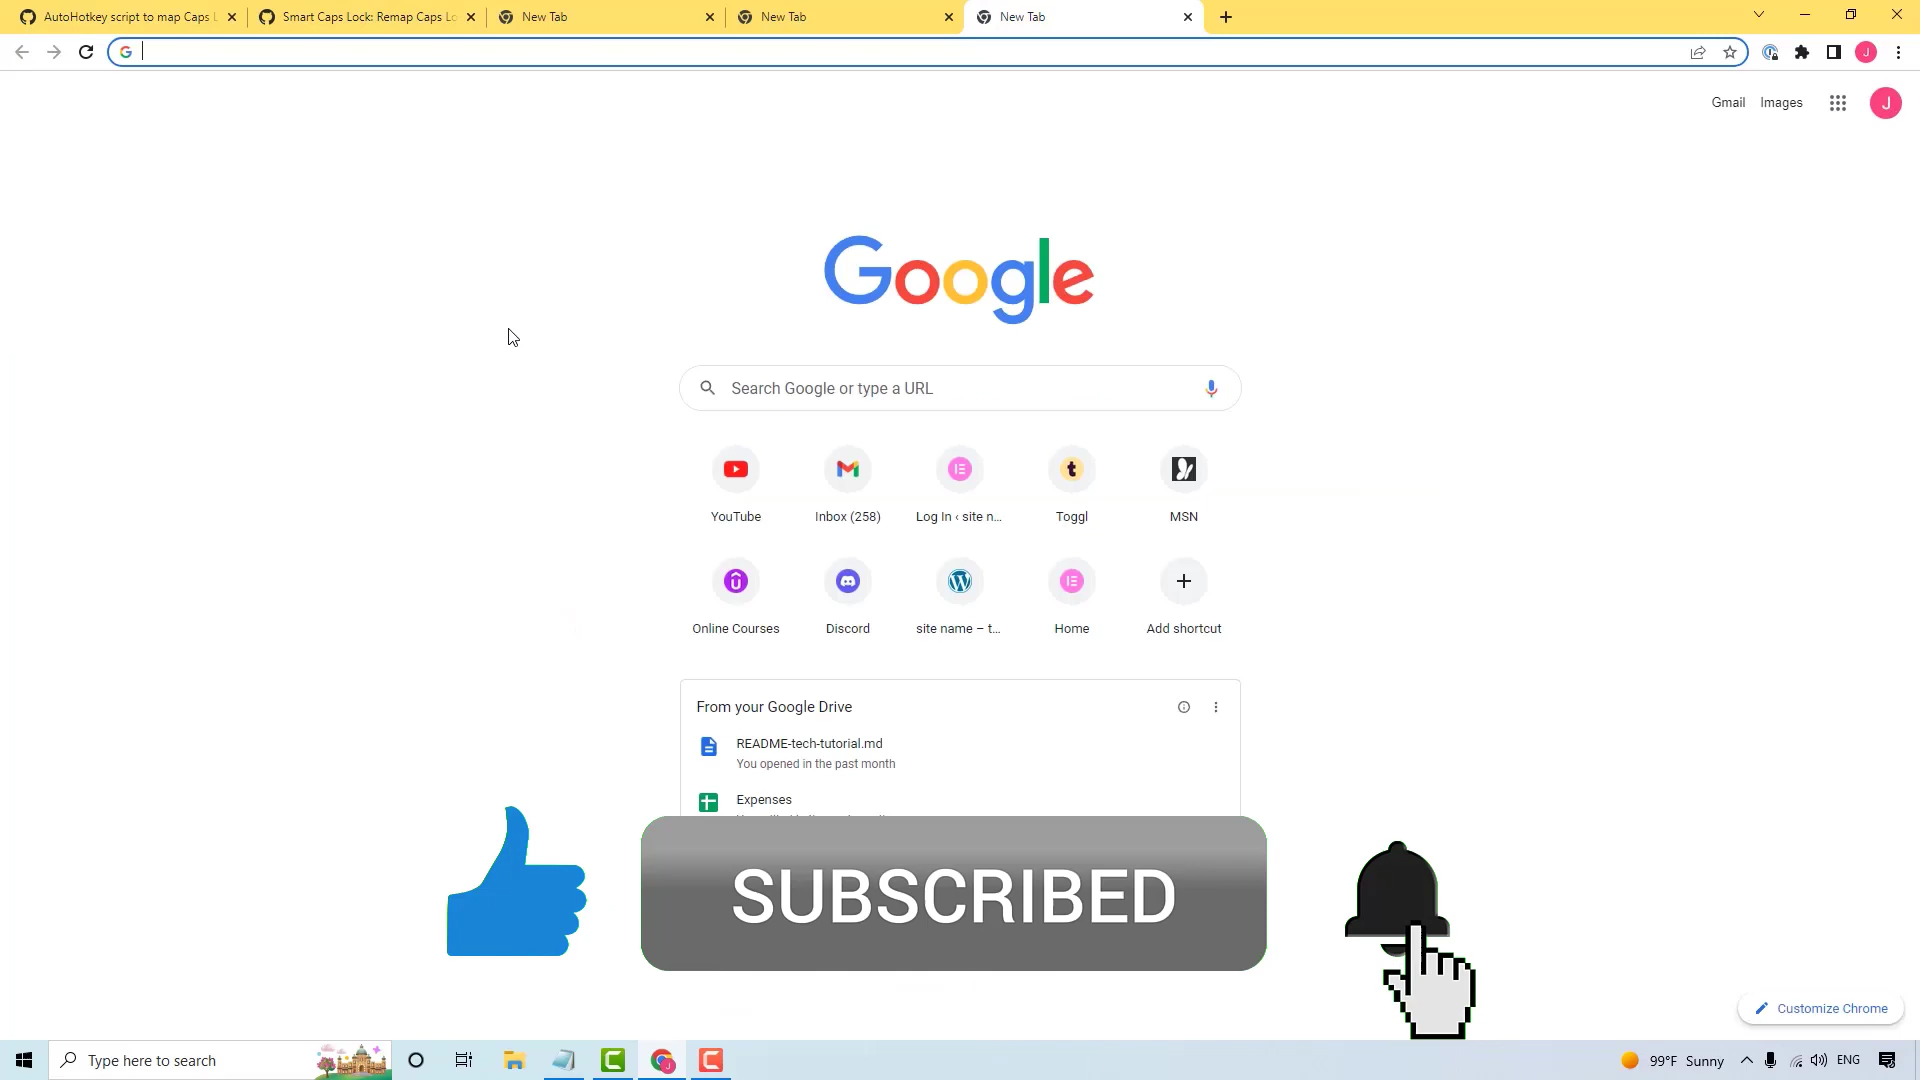 AutoHotkey script to map Caps L
Smart Caps Lock: Remap Caps Lo
New Tab
New Tab
New Tab
J
Gmail
Images
J
Google
Search Google or type a URL
YouTube
Inbox (258)
Log In ‹ site n...
Toggl
MSN
Online Courses
Discord
site name – t...
Home
Add shortcut
From your Google Drive
README-tech-tutorial.md
You opened in the past month
Expenses
SUBSCRIBED
Customize Chrome
Type here to search
99°F Sunny
ENG